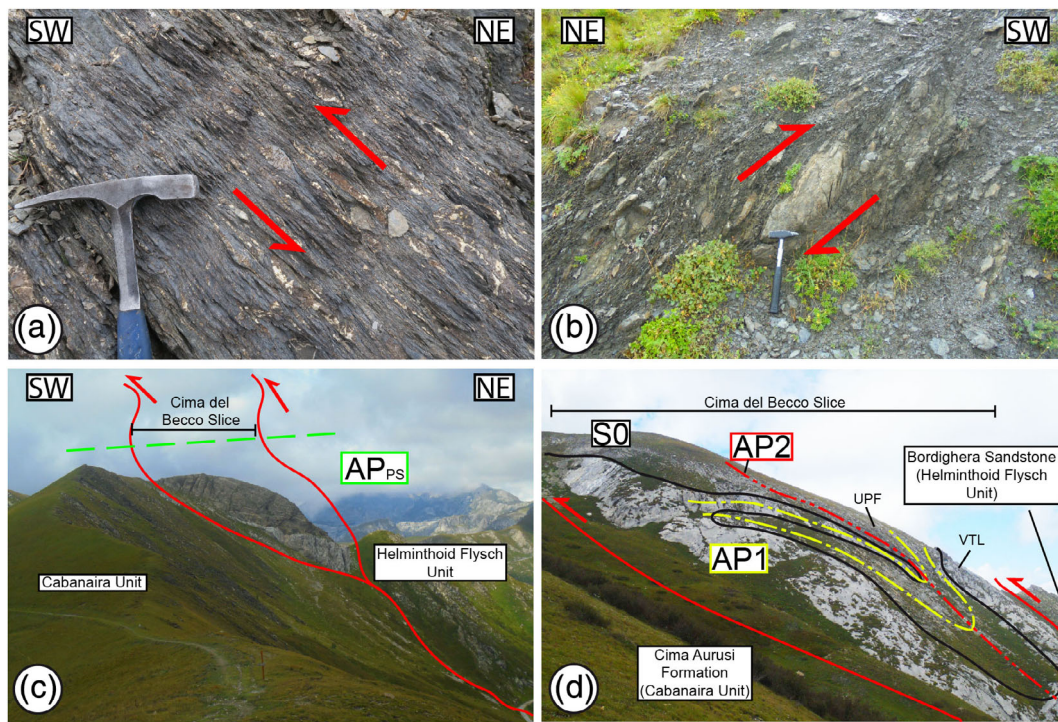 SW
NE
(a)
NE
SW
(b)
SW
NE
Cima del
Becco Slice
AP PS
Helminthoid Flysch
Unit
Cabanaira Unit
(c)
Cima del Becco Slice
S0
AP2
Bordighera Sandstone
(Helminthoid Flysch
Unit)
UPF
VTL
AP1
Cima Aurusi
Formation
(Cabanaira Unit)
(d)